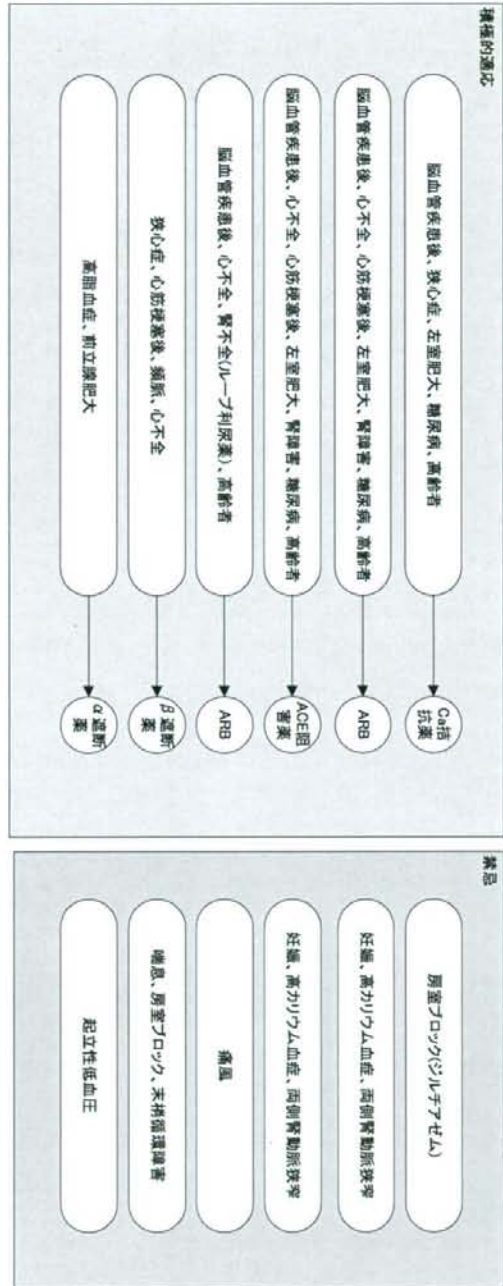 積極的適応
脳血管疾患後、狭心症、左室肥大、糖尿病、高齢者
Ca拮
抗薬
脳血管疾患後、心不全、心筋梗塞後、左室肥大、腎障害、糖尿病、高齢者
ARB
脳血管疾患後、心不全、心筋梗塞後、左室肥大、腎障害、糖尿病、高齢者
ACE阻
害薬
脳血管疾患後、心不全、腎不全(ループ利尿薬)、高齢者
ARB
狭心症、心筋梗塞後、頻脈、心不全
β遮断
薬
高脂血症、前立腺肥大
α遮断
薬
禁忌
房室ブロック(ジルチアゼム)
妊娠、高カリウム血症、両側腎動脈狭窄
妊娠、高カリウム血症、両側腎動脈狭窄
痛風
喘息、房室ブロック、末梢循環障害
起立性低血圧